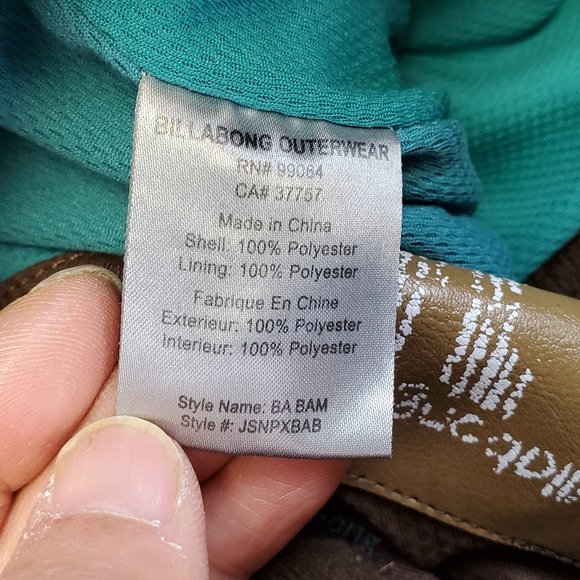 BILLABONG OUTERWEAR
RN# 99064
CA# 37757
Made in China
Shell: 100% Polyester
Lining: 100% Polyester
Fabrique En Chine
Exterieur: 100% Polyester
Interieur: 100% Polyester
Style Name: BA BAM
Style #: JSNPXBAB